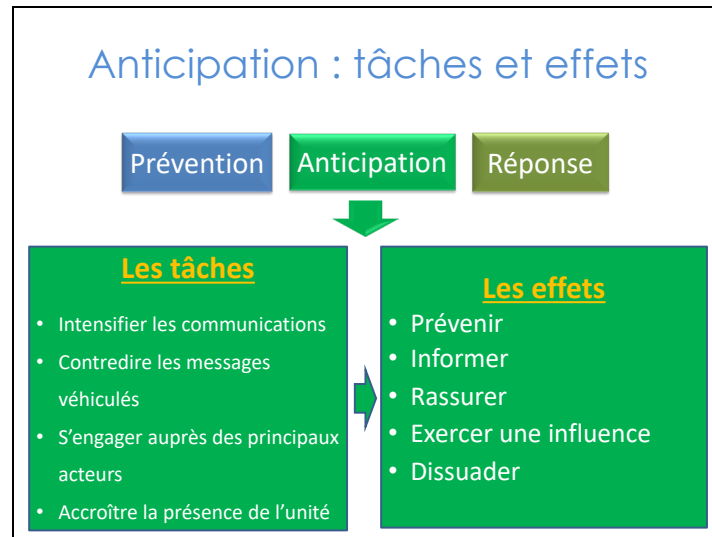 Anticipation : tâches et effets
Prévention
Anticipation
Réponse
Les tâches
• Intensifier les communications
• Contredire les messages
véhiculés
• S'engager auprès des principaux
acteurs
• Accroître la présence de l'unité
Les effets
• Prévenir
• Informer
• Rassurer
• Exercer une influence
• Dissuader